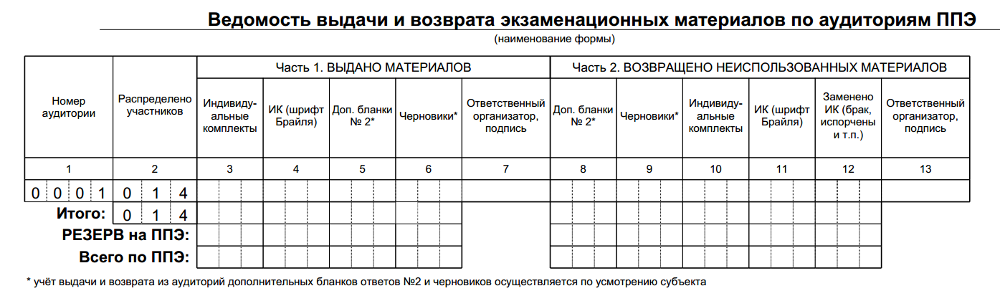 Ведомость выдачи и возврата экзаменационных материалов по аудиториям ППЭ
(наименование формы)
Номер аудитории
Распределено участников
Часть 1. ВЫДАНО МАТЕРИАЛОВ
Часть 2. ВОЗВРАЩЕНО НЕИСПОЛЬЗОВАННЫХ МАТЕРИАЛОВ
Индивиду-
альные
комплекты
ИК (шрифт
Брайля)
Доп. бланки
№ 2*
Черновики*
Ответственный
организатор,
подпись
Доп. бланки
№ 2*
Черновики*
Индивиду-
альные
комплекты
ИК (шрифт
Брайля)
Заменено
ИК (брак,
испорчены
и т.п.)
Ответственный
организатор,
подпись
1 2 3 4 5 6 7 8 9 10 11 12 13
0 0 0 1 0 1 4
Итого: 0 1 4
РЕЗЕРВ на ППЭ:
Всего по ППЭ:
* учёт выдачи и возврата из аудиторий дополнительных бланков ответов №2 и черновиков осуществляется по усмотрению субъекта